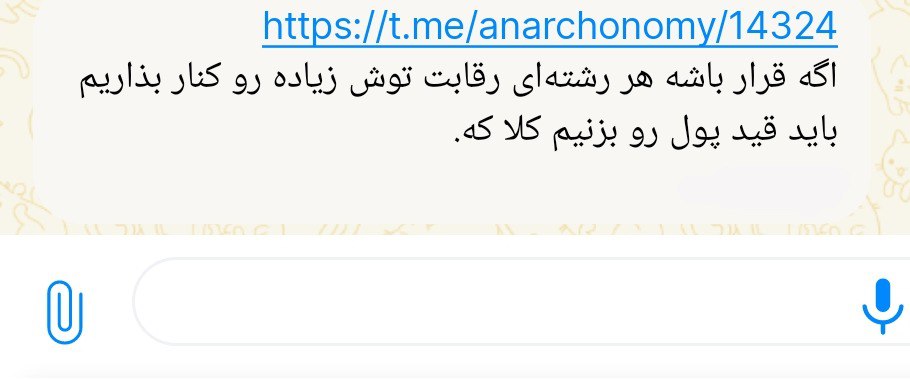 https://t.me/anarchonomy/14324
اگه قرار باشه هر رشته‌ای رقابت توش زیاده رو کنار بذاریم
باید قید پول رو بزنیم کلا که.